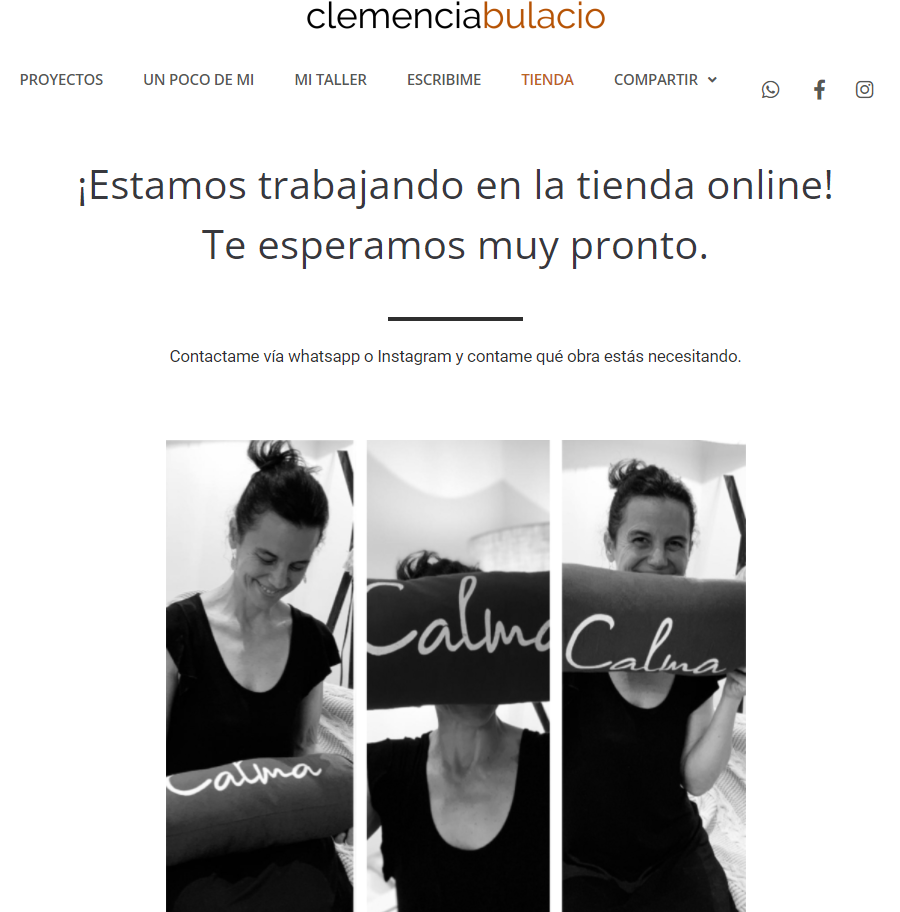 clemenciabulacio
PROYECTOS UN POCO DE MI MI TALLER ESCRIBIME TIENDA COMPARTIR
¡Estamos trabajando en la tienda online!
Te esperamos muy pronto.
Contactame vía whatsapp o Instagram y contame qué obra estás necesitando.
Calma
Calma
Calma